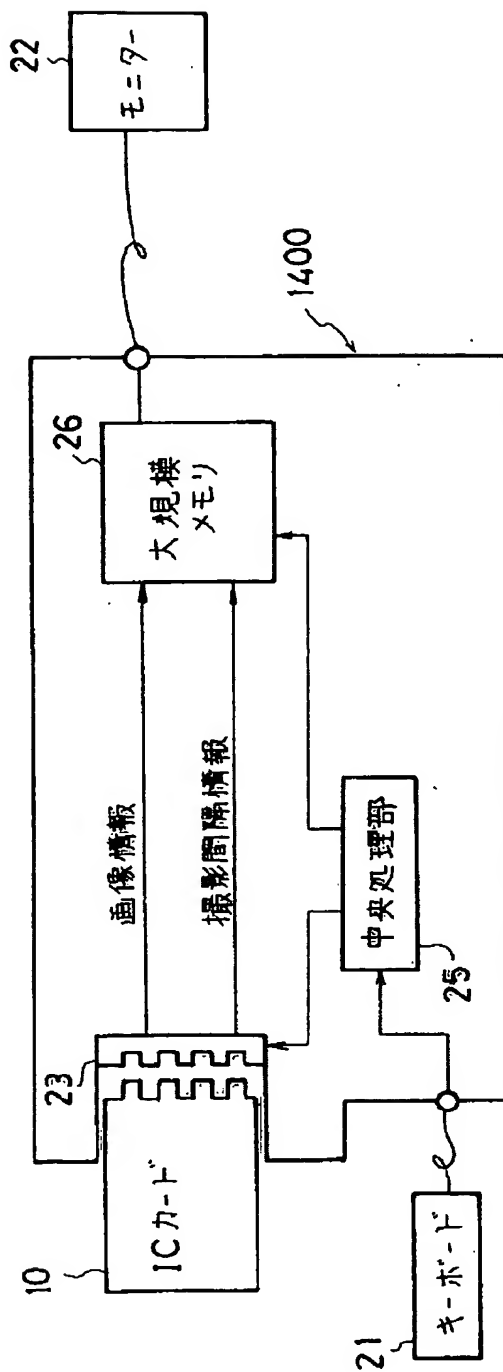 22
モニター
1400
26
大規模
メモリ
画像情報
撮影間隔情報
中央処理部
25
23
10
ICカード
21
キーボード